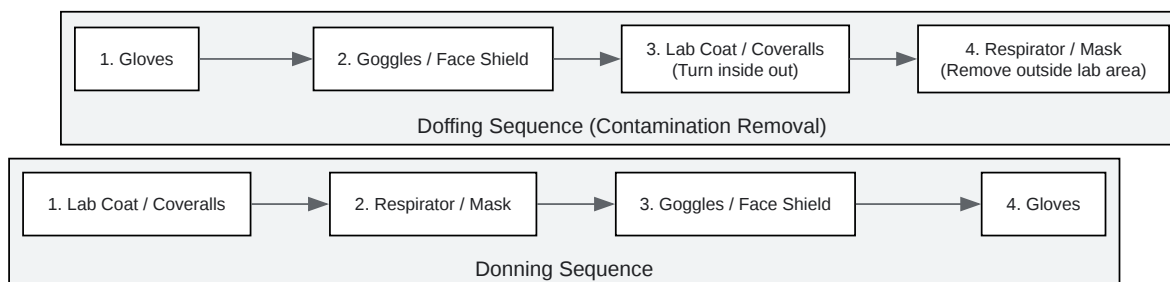 1. Gloves
2. Goggles / Face Shield
3. Lab Coat / Coveralls
(Turn inside out)
4. Respirator / Mask
(Remove outside lab area)
Doffing Sequence (Contamination Removal)
1. Lab Coat / Coveralls
2. Respirator / Mask
3. Goggles / Face Shield
4. Gloves
Donning Sequence